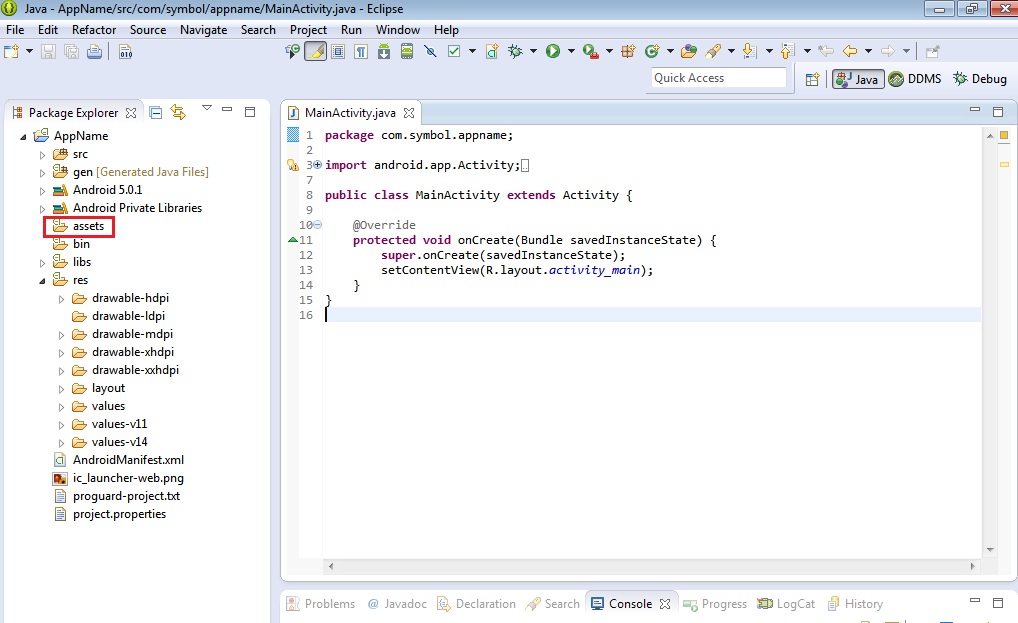 Java - AppName/src/com/symbol/appname/MainActivity.java - Eclipse
File Edit Refactor Source Navigate Search Project Run Window Help
Quick Access
Java DDMS Debug
Package Explorer
AppName
src
gen [Generated Java Files]
Android 5.0.1
Android Private Libraries
assets
bin
libs
res
drawable-hdpi
drawable-ldpi
drawable-mdpi
drawable-xhdpi
drawable-xxhdpi
layout
values
values-v11
values-v14
AndroidManifest.xml
ic_launcher-web.png
proguard-project.txt
project.properties
MainActivity.java
1 package com.symbol.appname;
2
3 import android.app.Activity;
7
8 public class MainActivity extends Activity {
9
10 @Override
11 protected void onCreate(Bundle savedInstanceState) {
12 super.onCreate(savedInstanceState);
13 setContentView(R.layout.activity_main);
14 }
15 }
16
Problems @ Javadoc Declaration Search Console Progress LogCat History